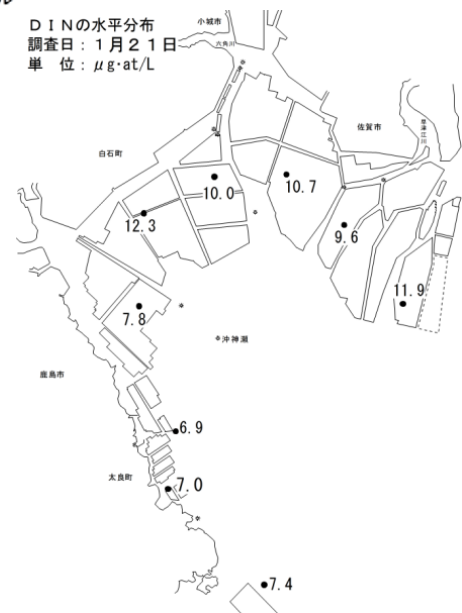 DINの水平分布
調査日：1月21日
単　位：μg・at/L
小城市
六角川
佐賀市
白石町
10.0
10.7
12.3
9.6
11.9
7.8
沖神瀬
鹿島市
6.9
太良町
7.0
7.4